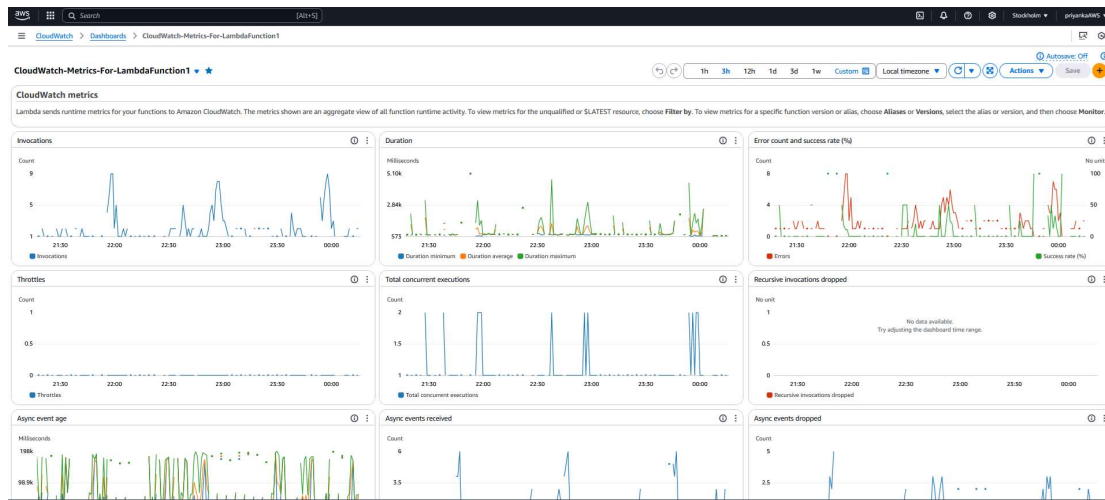 aws Search [Alt+S] Stockholm priyankaAWS
CloudWatch > Dashboards > CloudWatch-Metrics-For-LambdaFunction1
Autosave: Off
CloudWatch-Metrics-For-LambdaFunction1 1h 3h 12h 1d 3d 1w Custom Local timezone Actions Save
CloudWatch metrics
Lambda sends runtime metrics for your functions to Amazon CloudWatch. The metrics shown are an aggregate view of all function runtime activity. To view metrics for the unqualified or $LATEST resource, choose Filter by. To view metrics for a specific function version or alias, choose Aliases or Versions, select the alias or version, and then choose Monitor.
Invocations
Count
9
5
1
21:30 22:00 22:30 23:00 23:30 00:00
Invocations
Duration
Milliseconds
5.10k
2.84k
573
21:30 22:00 22:30 23:00 23:30 00:00
Duration minimum Duration average Duration maximum
Error count and success rate (%)
Count No unit
8 100
4 50
0 0
21:30 22:00 22:30 23:00 23:30 00:00
Errors Success rate (%)
Throttles
Count
1
0.5
0
21:30 22:00 22:30 23:00 23:30 00:00
Throttles
Total concurrent executions
Count
2
1.5
1
21:30 22:00 22:30 23:00 23:30 00:00
Total concurrent executions
Recursive invocations dropped
No unit
1
No data available.
Try adjusting the dashboard time range.
0.5
0
21:30 22:00 22:30 23:00 23:30 00:00
Recursive invocations dropped
Async event age
Milliseconds
198k
98.9k
Async events received
Count
6
3.5
Async events dropped
Count
5
2.5